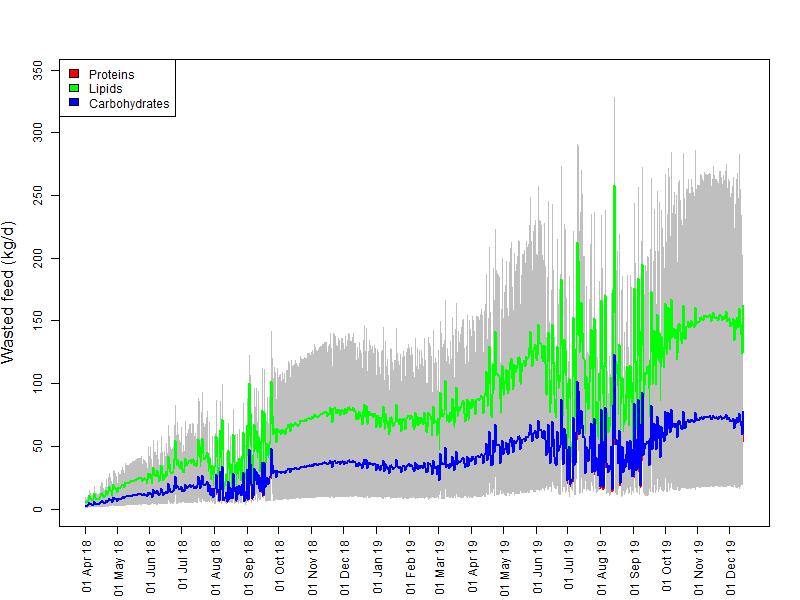 Proteins
Lipids
Carbohydrates
Wasted feed (kg/d)
350
300
250
200
150
100
50
0
01 Apr 18
01 May 18
01 Jun 18
01 Jul 18
01 Aug 18
01 Sep 18
01 Oct 18
01 Nov 18
01 Dec 18
01 Jan 19
01 Feb 19
01 Mar 19
01 Apr 19
01 May 19
01 Jun 19
01 Jul 19
01 Aug 19
01 Sep 19
01 Oct 19
01 Nov 19
01 Dec 19